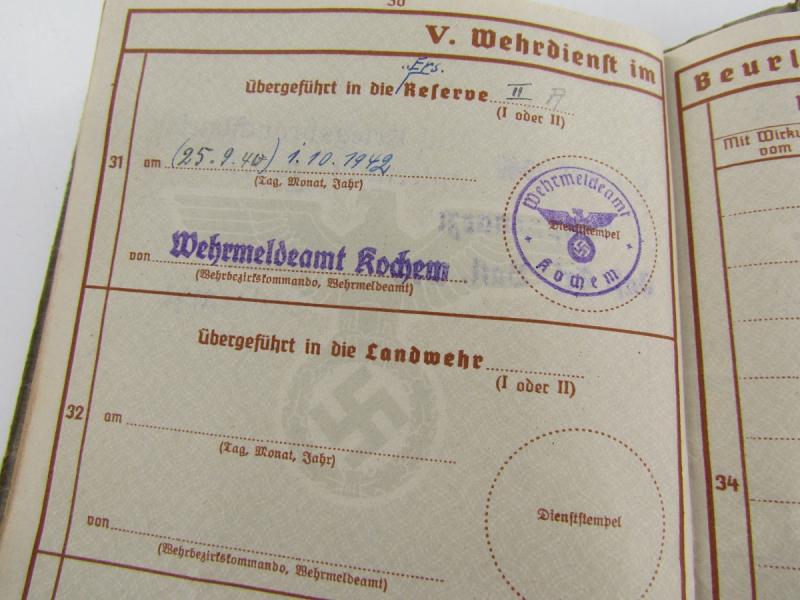 30
V. Wehrdienst im
Ers.
Übergeführt in die Reserve II A
(I oder II)
31
am (25.9.40) 1.10.1942
(Tag, Monat, Jahr)
Wehrmeldeamt
Dienststempel
Kochem
von Wehrmeldeamt Kochem
(Wehrbezirkskommando, Wehrmeldeamt)
Übergeführt in die Landwehr
(I oder II)
32
am
(Tag, Monat, Jahr)
Dienststempel
von
(Wehrbezirkskommando, Wehrmeldeamt)
Beurl
Mit Wirku
vom
34